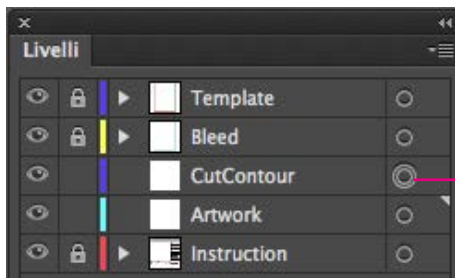 Livelli
Template
Bleed
CutContour
Artwork
Instruction